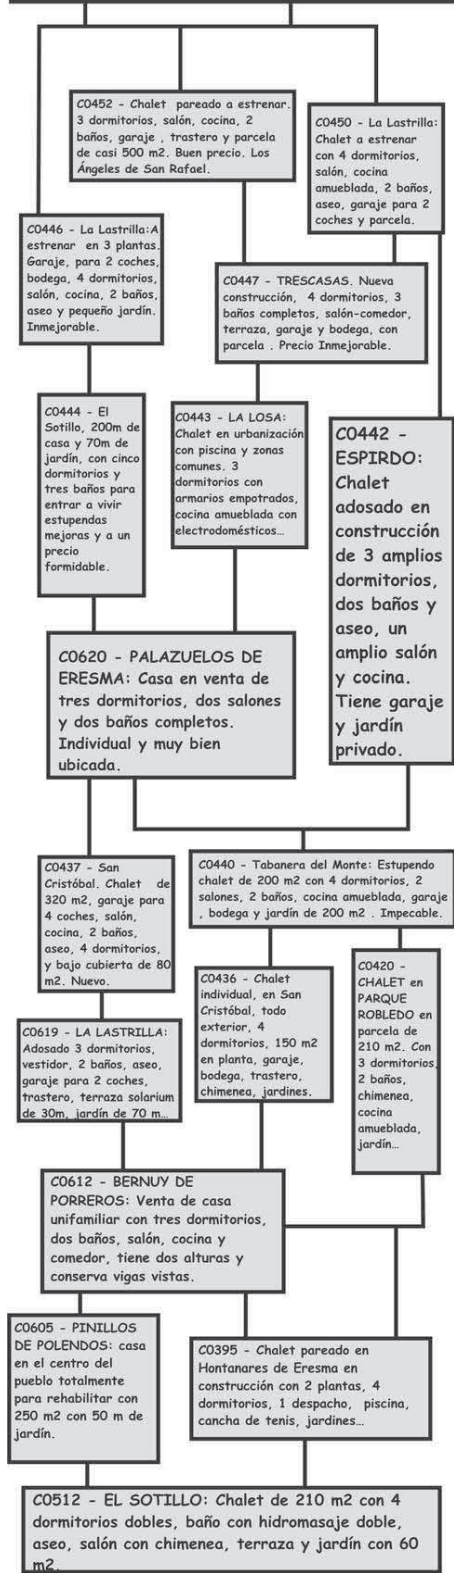 C0452 - Chalet pareado a estrenar.
3 dormitorios, salón, cocina, 2
baños, garaje , trastero y parcela
de casi 500 m2. Buen precio. Los
Ángeles de San Rafael.
C0450 - La Lastrilla:
Chalet a estrenar
con 4 dormitorios,
salón, cocina
amueblada, 2 baños,
aseo, garaje para 2
coches y parcela.
C0446 - La Lastrilla:A
estrenar en 3 plantas.
Garaje, para 2 coches,
bodega, 4 dormitorios,
salón, cocina, 2 baños,
aseo y pequeño jardín.
Inmejorable.
C0447 - TRESCASAS. Nueva
construcción, 4 dormitorios, 3
baños completos, salón-comedor,
terraza, garaje y bodega, con
parcela . Precio Inmejorable.
C0444 - El
Sotillo, 200m de
casa y 70m de
jardín, con cinco
dormitorios y
tres baños para
entrar a vivir
estupendas
mejoras y a un
precio
formidable.
C0443 - LA LOSA:
Chalet en urbanización
con piscina y zonas
comunes. 3
dormitorios con
armarios empotrados,
cocina amueblada con
electrodomésticos...
C0442 -
ESPIRDO:
Chalet
adosado en
construcción
de 3 amplios
dormitorios,
dos baños y
aseo, un
amplio salón
y cocina.
Tiene garaje
y jardín
privado.
C0620 - PALAZUELOS DE
ERESMA: Casa en venta de
tres dormitorios, dos salones
y dos baños completos.
Individual y muy bien
ubicada.
C0437 - San
Cristóbal. Chalet de
320 m2, garaje para
4 coches, salón,
cocina, 2 baños,
aseo, 4 dormitorios,
y bajo cubierta de 80
m2. Nuevo.
C0440 - Tabanera del Monte: Estupendo
chalet de 200 m2 con 4 dormitorios, 2
salones, 2 baños, cocina amueblada, garaje
, bodega y jardín de 200 m2 . Impecable.
C0436 - Chalet
individual, en San
Cristóbal, todo
exterior, 4
dormitorios, 150 m2
en planta, garaje,
bodega, trastero,
chimenea, jardines.
C0420 -
CHALET en
PARQUE
ROBLEDO en
parcela de
210 m2. Con
3 dormitorios,
2 baños,
chimenea,
cocina
amueblada,
jardín...
C0619 - LA LASTRILLA:
Adosado 3 dormitorios,
vestidor, 2 baños, aseo,
garaje para 2 coches,
trastero, terraza solarium
de 30m, jardín de 70 m...
C0612 - BERNUY DE
PORREROS: Venta de casa
unifamiliar con tres dormitorios,
dos baños, salón, cocina y
comedor, tiene dos alturas y
conserva vigas vistas.
C0605 - PINILLOS
DE POLENDOS: casa
en el centro del
pueblo totalmente
para rehabilitar con
250 m2 con 50 m de
jardín.
C0395 - Chalet pareado en
Hontanares de Eresma en
construcción con 2 plantas, 4
dormitorios, 1 despacho, piscina,
cancha de tenis, jardines...
C0512 - EL SOTILLO: Chalet de 210 m2 con 4
dormitorios dobles, baño con hidromasaje doble,
aseo, salón con chimenea, terraza y jardín con 60
m2.